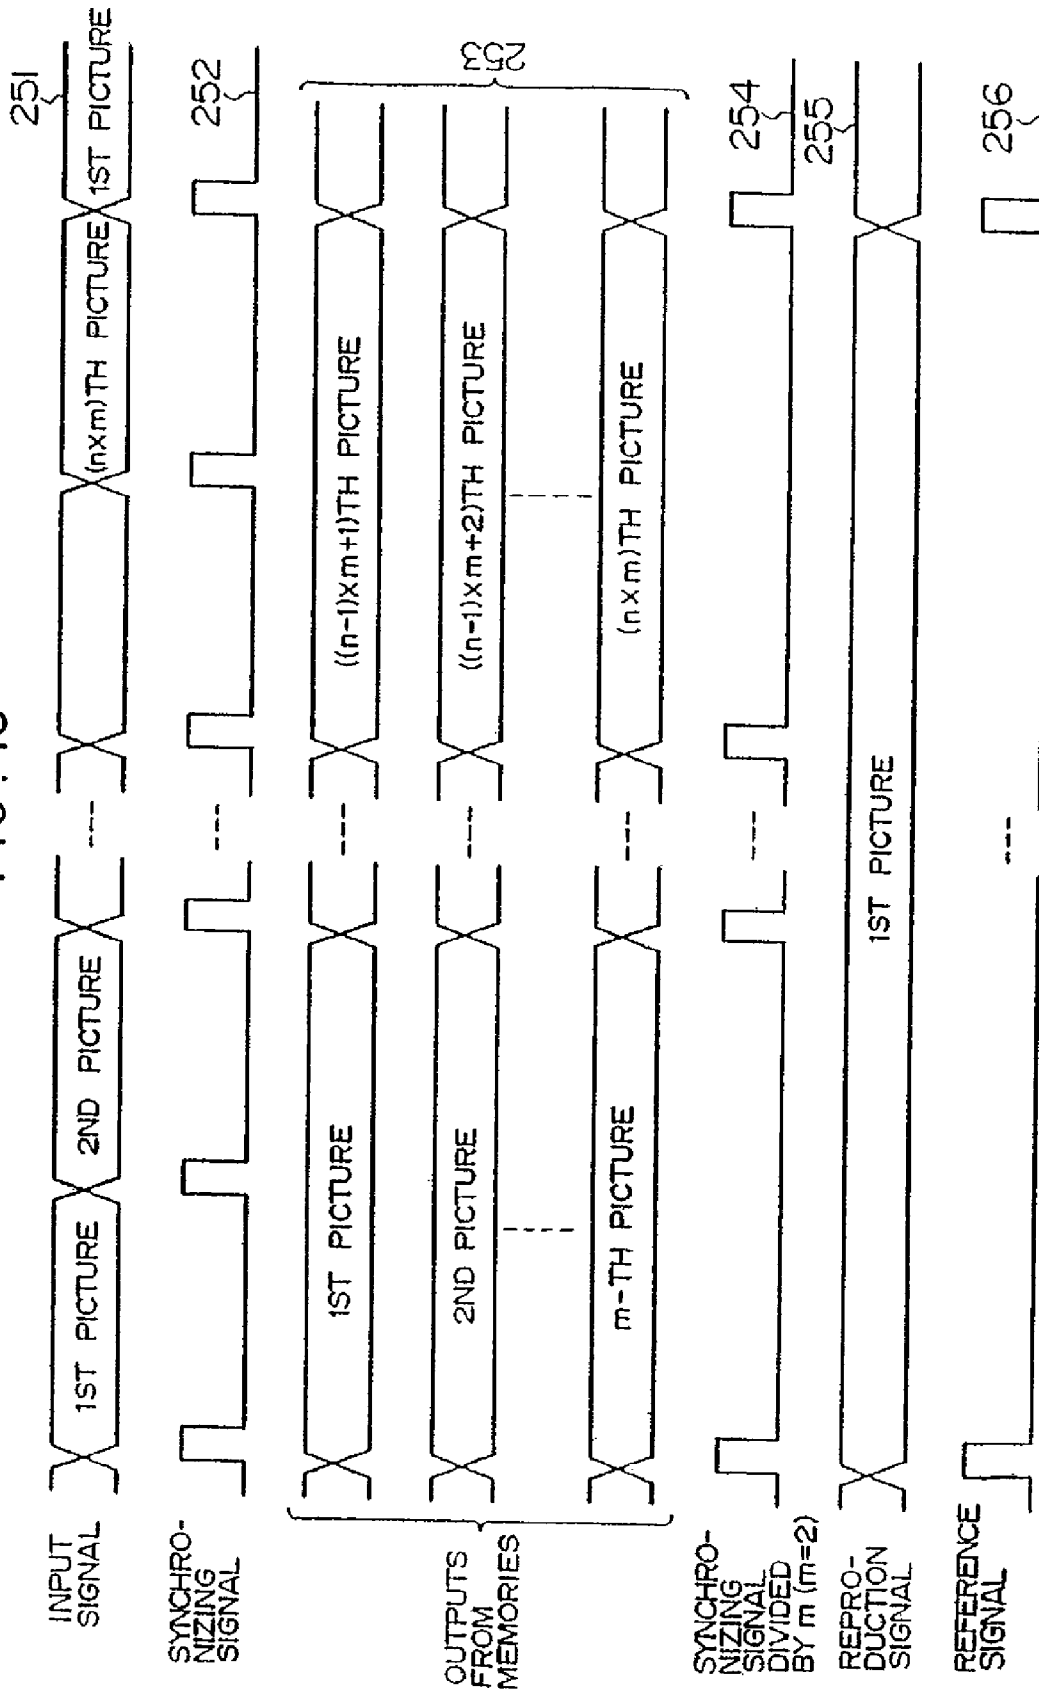 INPUT
SIGNAL
1ST PICTURE
2ND PICTURE
---
(n×m)TH PICTURE
1ST PICTURE
251
SYNCHRO-
NIZING
SIGNAL
---
252
OUTPUTS
FROM
MEMORIES
1ST PICTURE
---
((n-1)×m+1)TH PICTURE
2ND PICTURE
---
((n-1)×m+2)TH PICTURE
m-TH PICTURE
---
(n×m)TH PICTURE
253
SYNCHRO-
NIZING
SIGNAL
DIVIDED
BY m (m=2)
---
254
REPRO-
DUCTION
SIGNAL
1ST PICTURE
255
REFERENCE
SIGNAL
---
256